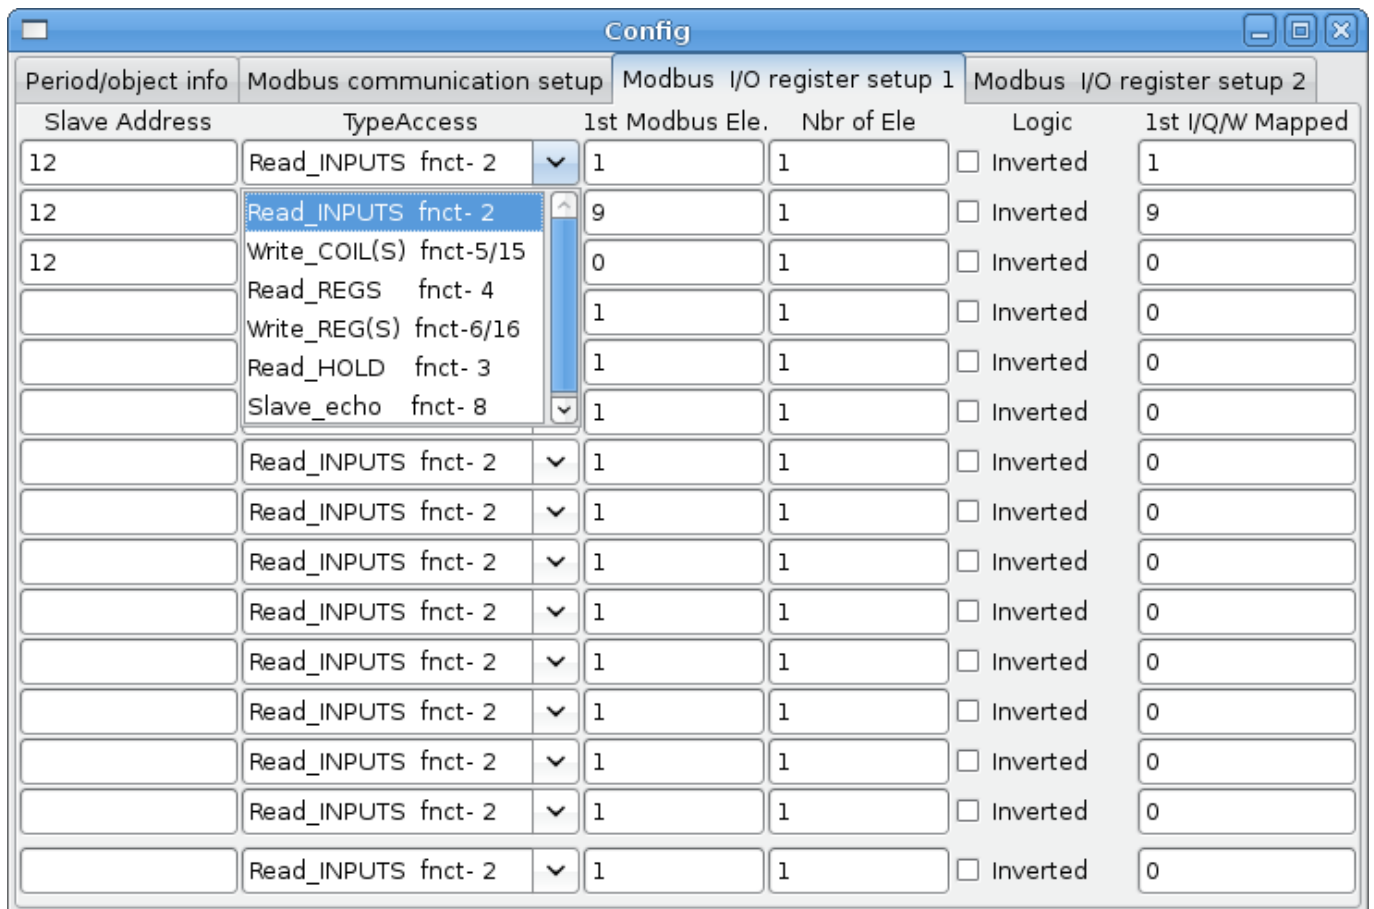 Config
Period/object info Modbus communication setup Modbus I/O register setup 1 Modbus I/O register setup 2
Slave Address TypeAccess 1st Modbus Ele. Nbr of Ele Logic 1st I/Q/W Mapped
12 Read_INPUTS fnct- 2 1 1 Inverted 1
12 Read_INPUTS fnct- 2 9 1 Inverted 9
Write_COIL(S) fnct-5/15
12 0 1 Inverted 0
Read_REGS fnct- 4
1 1 Inverted 0
Write_REG(S) fnct-6/16
Read_HOLD fnct- 3 1 1 Inverted 0
Slave_echo fnct- 8 1 1 Inverted 0
Read_INPUTS fnct- 2 1 1 Inverted 0
Read_INPUTS fnct- 2 1 1 Inverted 0
Read_INPUTS fnct- 2 1 1 Inverted 0
Read_INPUTS fnct- 2 1 1 Inverted 0
Read_INPUTS fnct- 2 1 1 Inverted 0
Read_INPUTS fnct- 2 1 1 Inverted 0
Read_INPUTS fnct- 2 1 1 Inverted 0
Read_INPUTS fnct- 2 1 1 Inverted 0
Read_INPUTS fnct- 2 1 1 Inverted 0